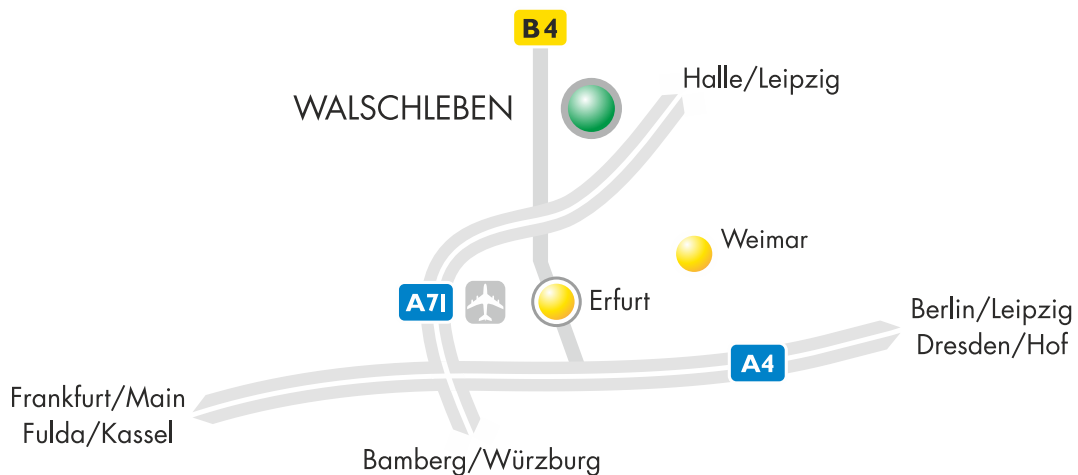 B4
Halle/Leipzig
WALSCHLEBEN
Weimar
A71
Erfurt
Berlin/Leipzig
Dresden/Hof
A4
Frankfurt/Main
Fulda/Kassel
Bamberg/Würzburg